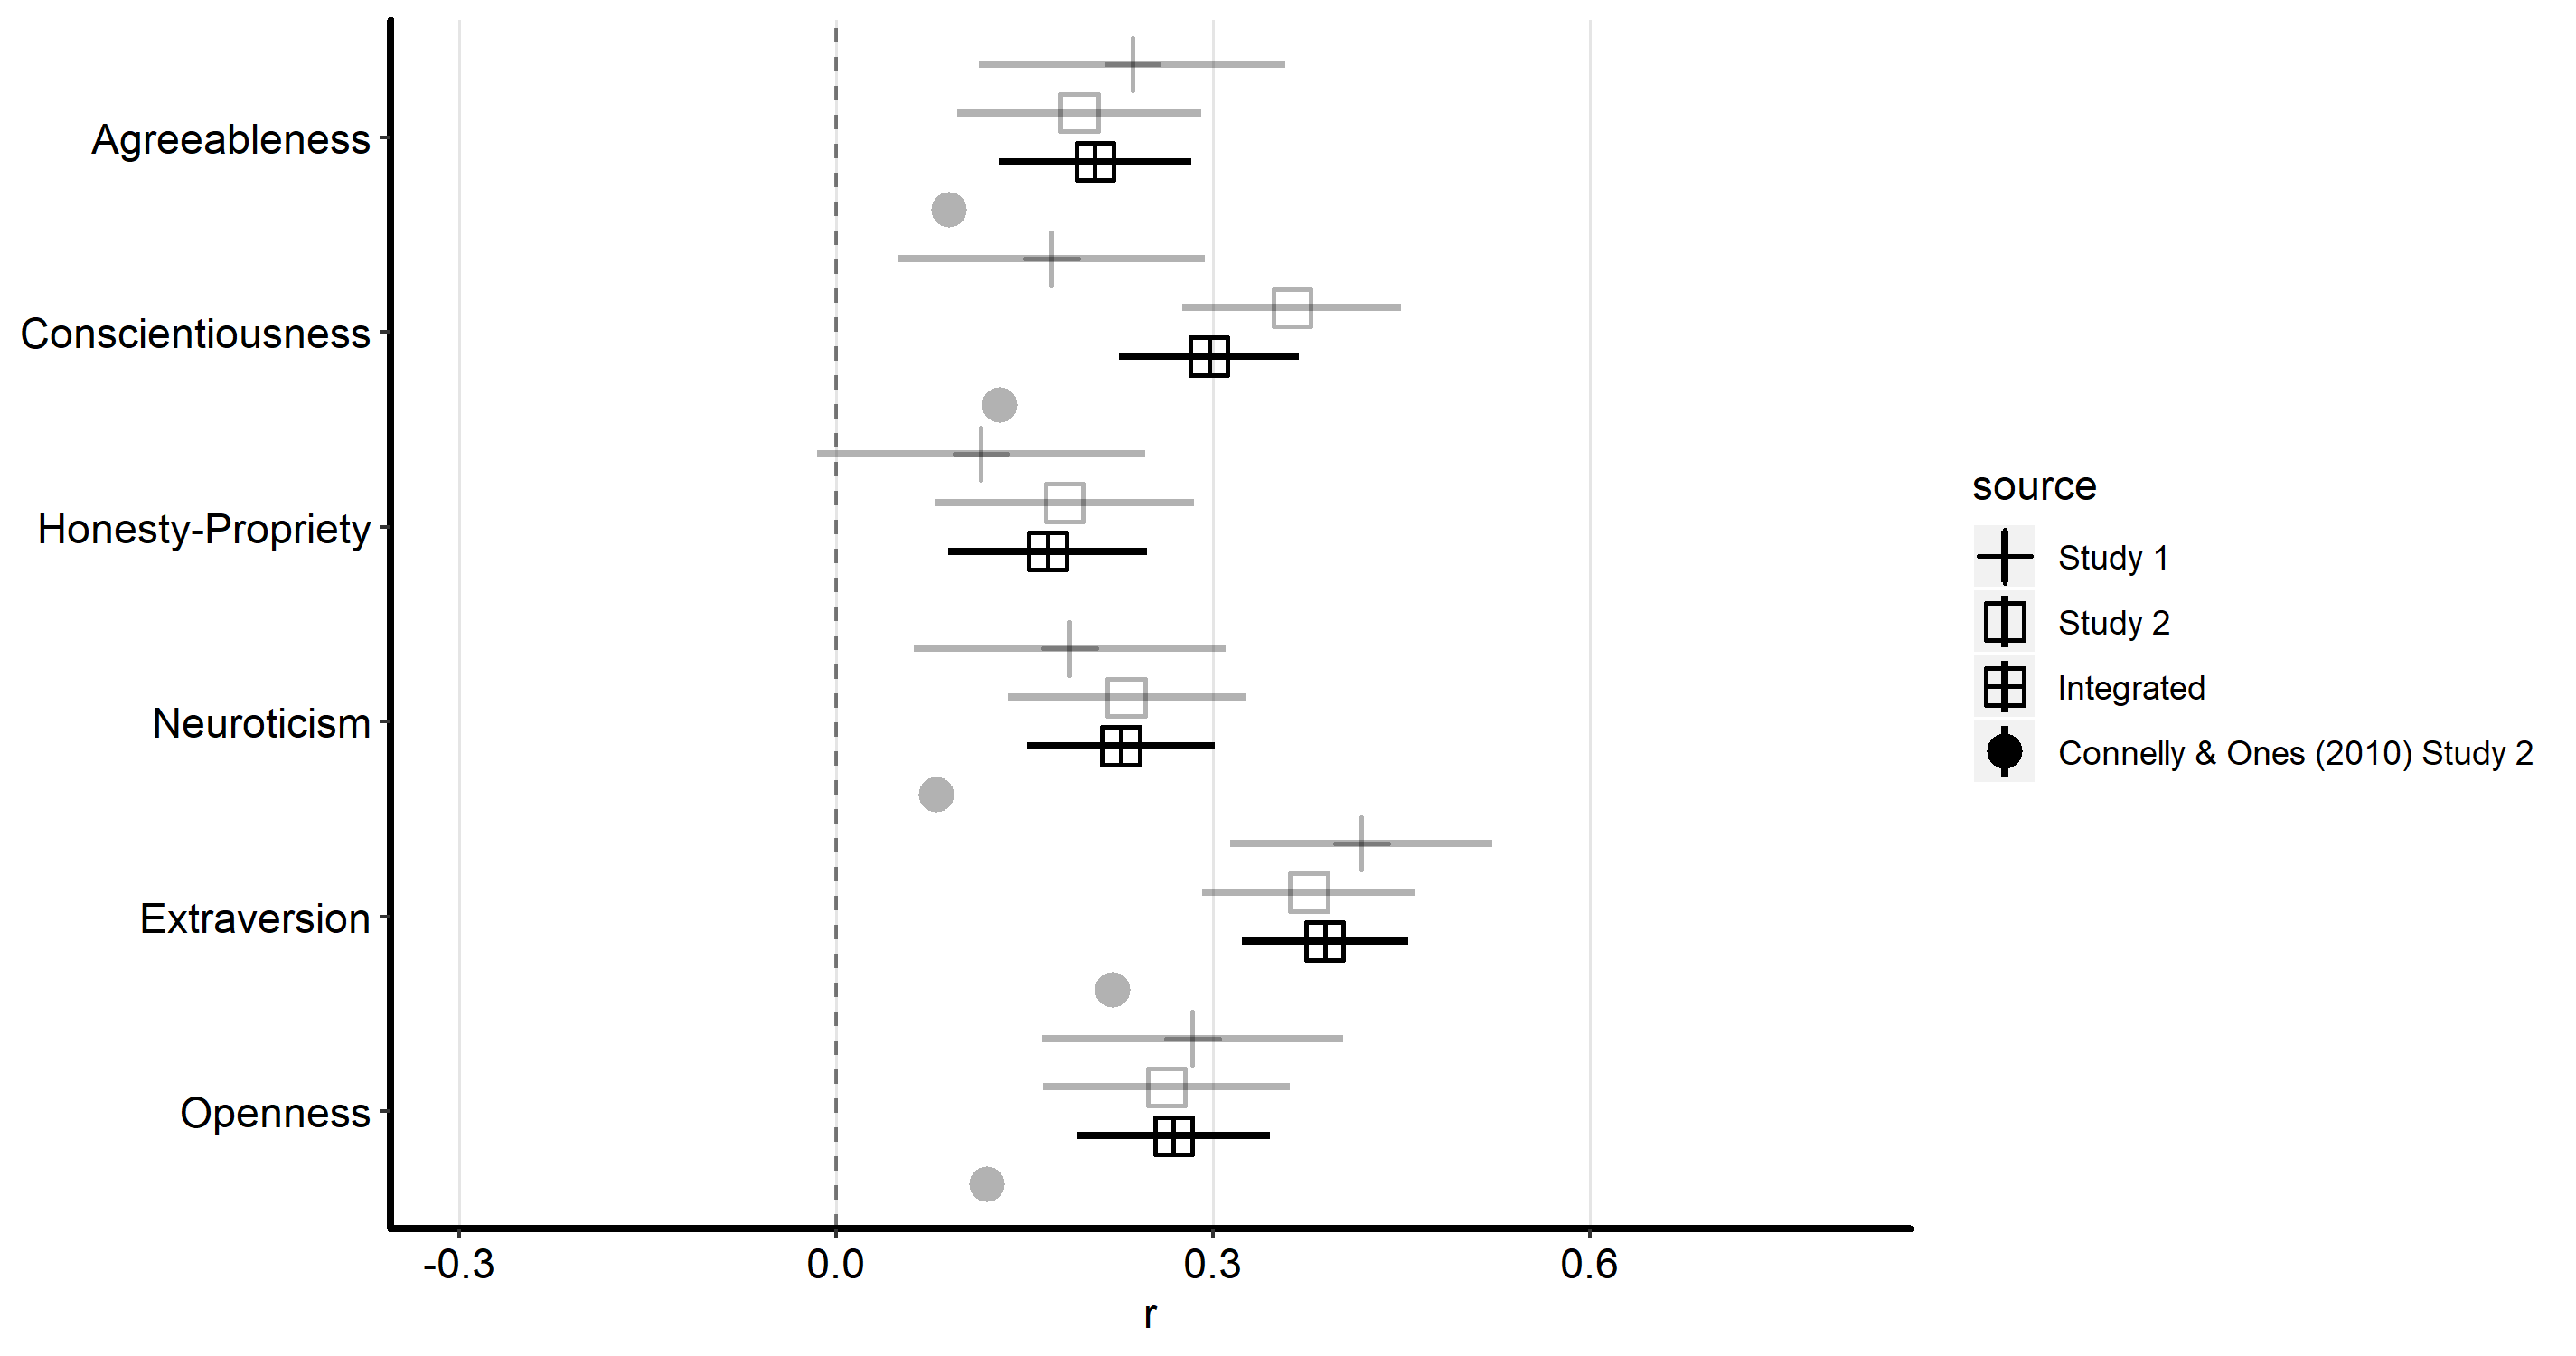 Agreeableness
Conscientiousness
Honesty-Propriety
Neuroticism
Extraversion
Openness
-0.3
0.0
0.3
0.6
r
source
Study 1
Study 2
Integrated
Connelly & Ones (2010) Study 2